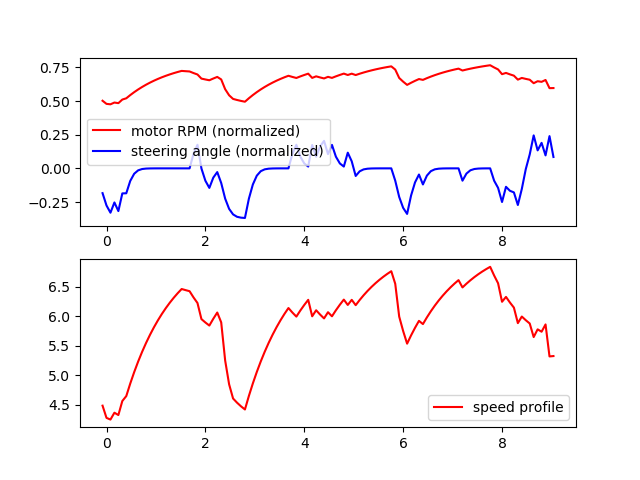 0.75
0.50
0.25
0.00
−0.25
motor RPM (normalized)
steering angle (normalized)
0 2 4 6 8
6.5
6.0
5.5
5.0
4.5
speed profile
0 2 4 6 8